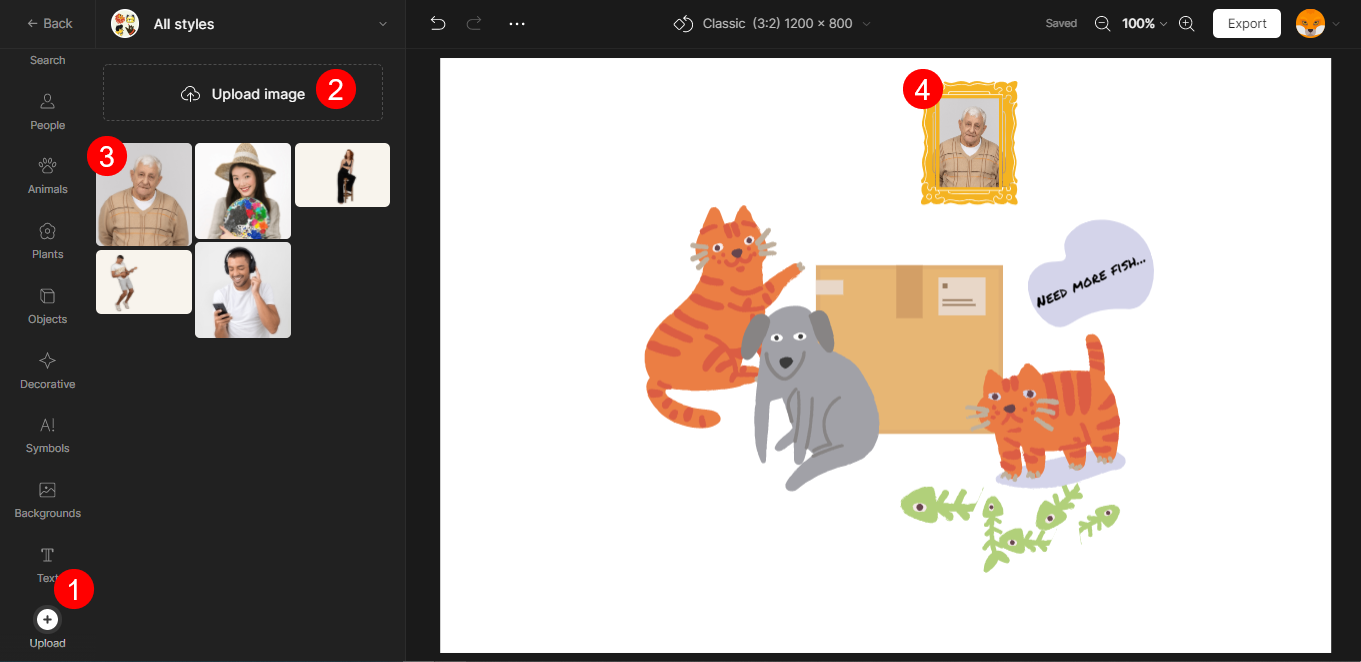 Back
All styles
Classic (3:2) 1200 × 800
Saved
100%
Export
Search
People
Animals
Plants
Objects
Decorative
Symbols
A!
Backgrounds
Text
T
Upload
1
Upload image
2
3
4
NEED MORE FISH...